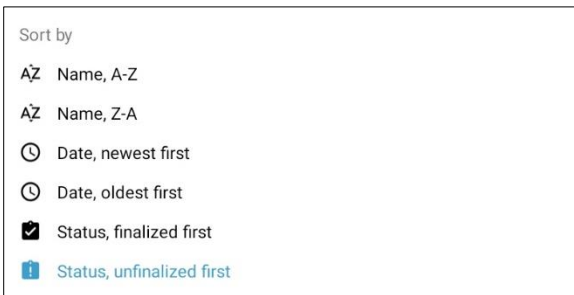 Sort by
Name, A-Z
Name, Z-A
Date, newest first
Date, oldest first
Status, finalized first
Status, unfinalized first